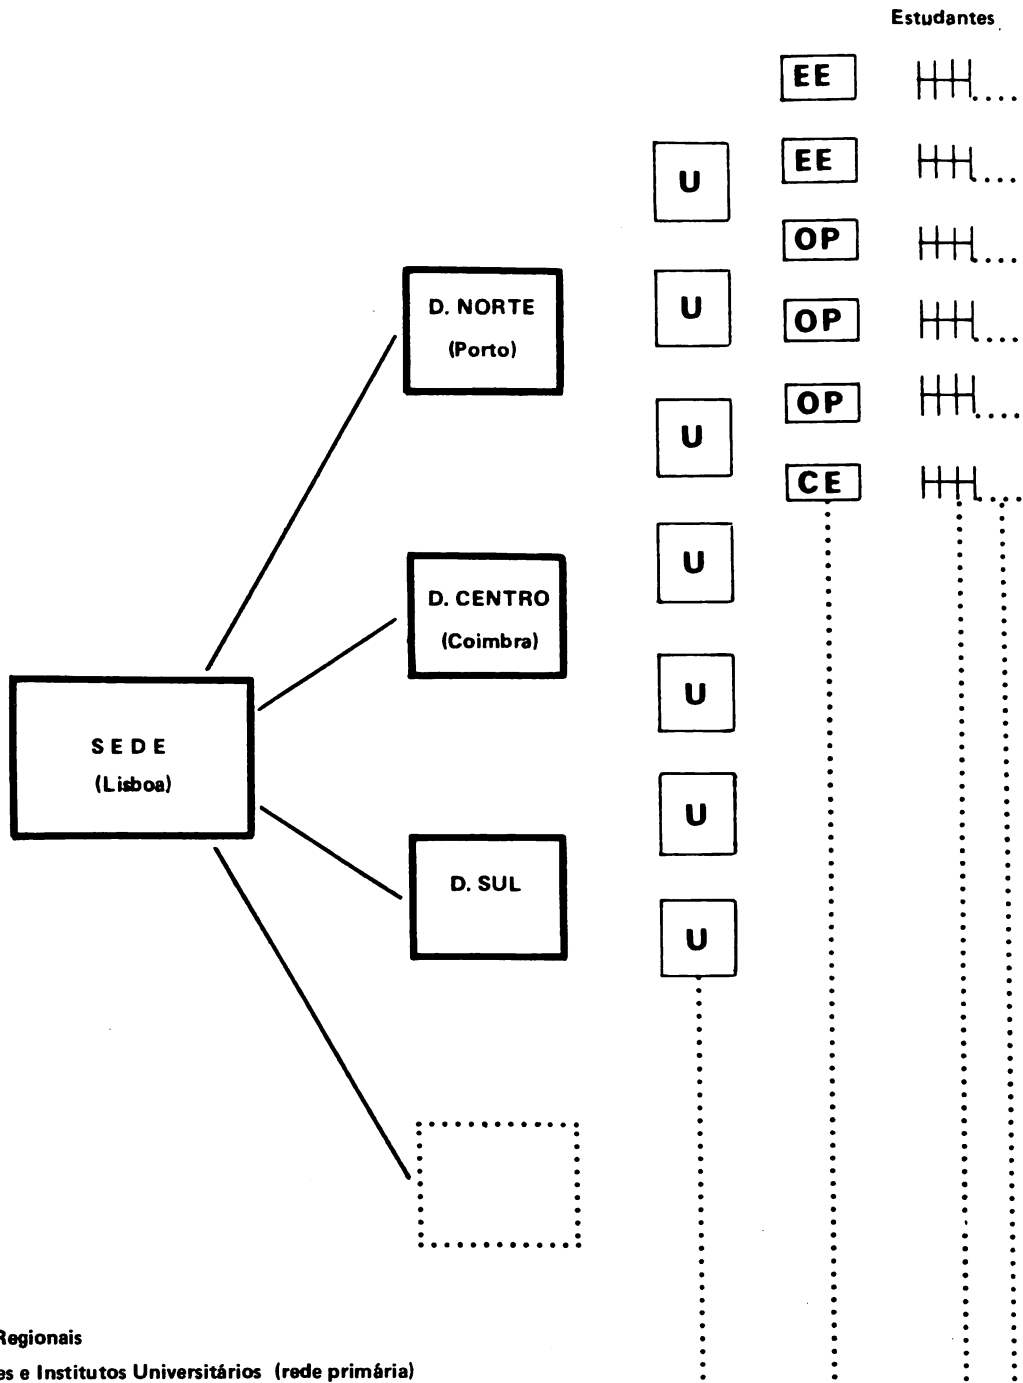 Estudantes
EE
EE
U
OP
D. NORTE
(Porto)
U
OP
OP
U
CE
U
D. CENTRO
(Coimbra)
U
SEDE
(Lisboa)
U
D. SUL
U
Regionais
es e Institutos Universitários (rede primária)